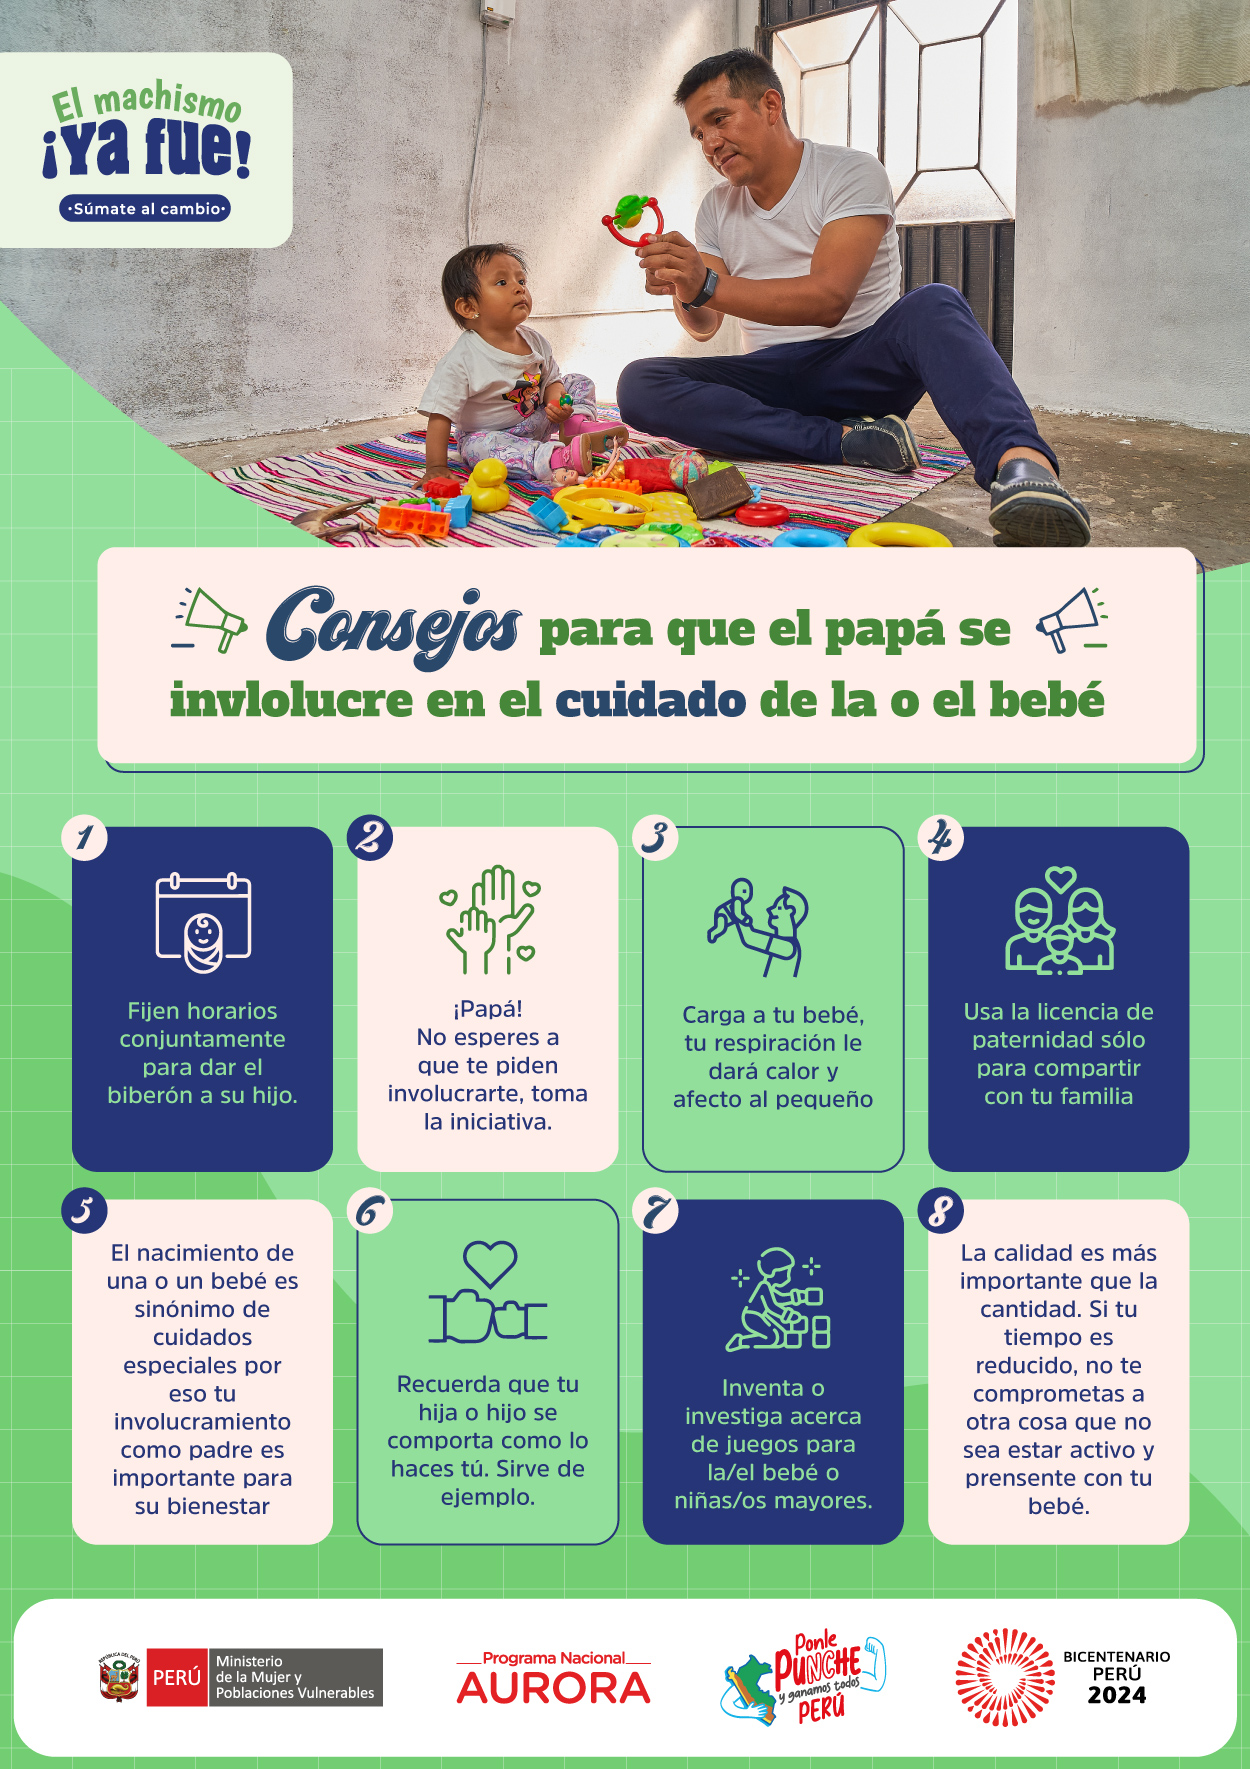 El machismo
¡Ya fue!
•Súmate al cambio•
Consejos para que el papá se
invlolucre en el cuidado de la o el bebé
1
Fijen horarios
conjuntamente
para dar el
biberón a su hijo.
2
¡Papá!
No esperes a
que te piden
involucrarte, toma
la iniciativa.
3
Carga a tu bebé,
tu respiración le
dará calor y
afecto al pequeño
4
Usa la licencia de
paternidad sólo
para compartir
con tu familia
5
El nacimiento de
una o un bebé es
sinónimo de
cuidados
especiales por
eso tu
involucramiento
como padre es
importante para
su bienestar
6
Recuerda que tu
hija o hijo se
comporta como lo
haces tú. Sirve de
ejemplo.
7
Inventa o
investiga acerca
de juegos para
la/el bebé o
niñas/os mayores.
8
La calidad es más
importante que la
cantidad. Si tu
tiempo es
reducido, no te
comprometas a
otra cosa que no
sea estar activo y
prensente con tu
bebé.
REPÚBLICA DEL PERÚ
PERÚ
Ministerio
de la Mujer y
Poblaciones Vulnerables
Programa Nacional
AURORA
Ponle
PUNCHE
y ganamos todos
PERÚ
BICENTENARIO
PERÚ
2024